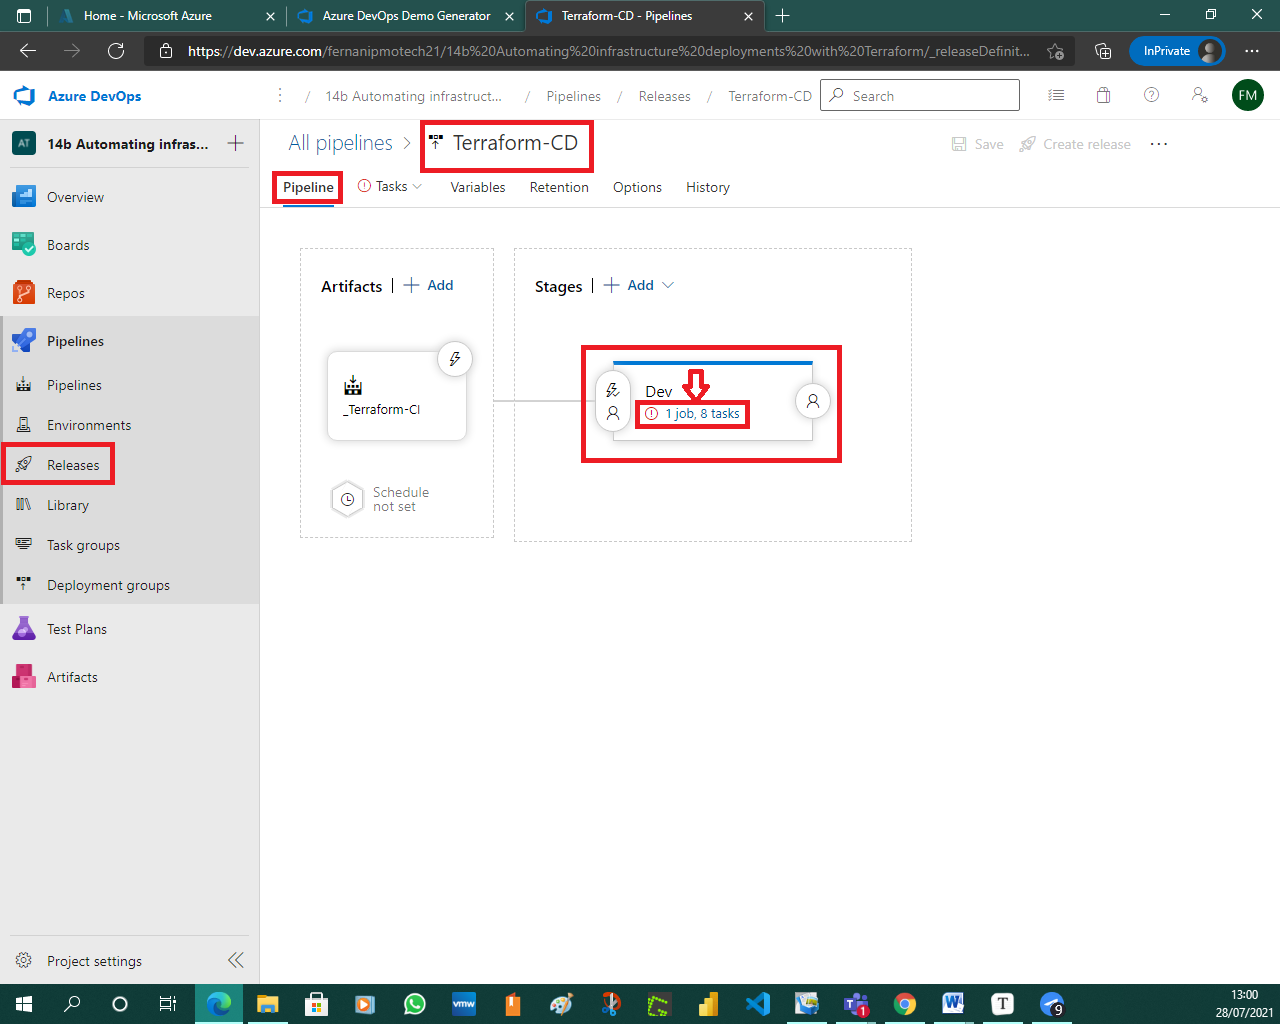 Home - Microsoft Azure
Azure DevOps Demo Generator
Terraform-CD - Pipelines
https://dev.azure.com/fernanipmotech21/14b%20Automating%20infrastructure%20deployments%20with%20Terraform/_releaseDefinit...
InPrivate
Azure DevOps
/ 14b Automating infrastruct... / Pipelines / Releases / Terraform-CD
Search
FM
AT
14b Automating infras...
All pipelines > Terraform-CD
Save
Create release
Pipeline
Tasks
Variables
Retention
Options
History
Overview
Boards
Repos
Pipelines
Pipelines
Environments
Releases
Library
Task groups
Deployment groups
Test Plans
Artifacts
Project settings
Artifacts | + Add
_Terraform-CI
Schedule
not set
Stages | + Add
Dev
1 job, 8 tasks
vmw
1
W
T
9
13:00
28/07/2021